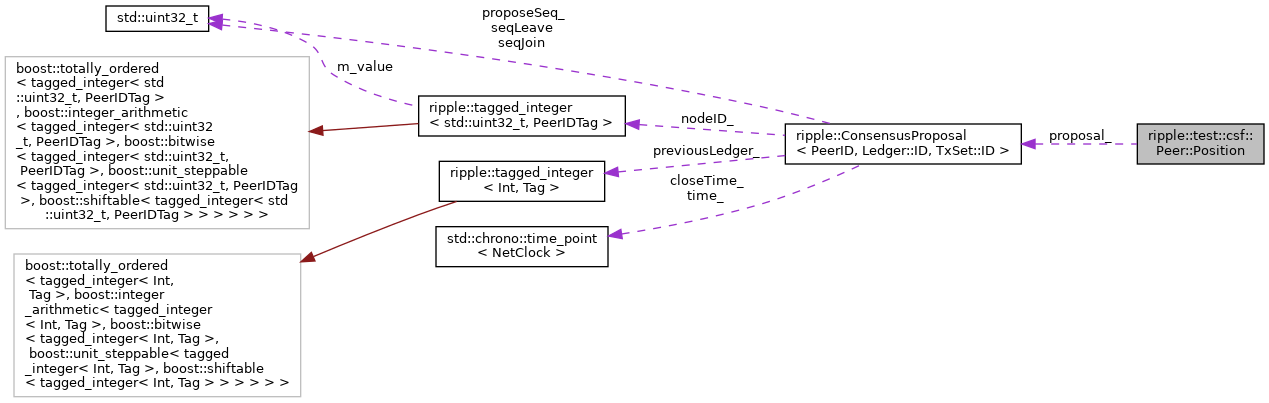 std::uint32_t
proposeSeq_
seqLeave
seqJoin
m_value
boost::totally_ordered
< tagged_integer< std
::uint32_t, PeerIDTag >
, boost::integer_arithmetic
< tagged_integer< std::uint32
_t, PeerIDTag >, boost::bitwise
< tagged_integer< std::uint32_t,
PeerIDTag >, boost::unit_steppable
< tagged_integer< std::uint32_t, PeerIDTag
>, boost::shiftable< tagged_integer< std
::uint32_t, PeerIDTag > > > > > >
ripple::tagged_integer
< std::uint32_t, PeerIDTag >
nodeID_
previousLedger_
closeTime_
time_
ripple::ConsensusProposal
< PeerID, Ledger::ID, TxSet::ID >
proposal_
ripple::test::csf::
Peer::Position
ripple::tagged_integer
< Int, Tag >
std::chrono::time_point
< NetClock >
boost::totally_ordered
< tagged_integer< Int,
Tag >, boost::integer
_arithmetic< tagged_integer
< Int, Tag >, boost::bitwise
< tagged_integer< Int, Tag >,
boost::unit_steppable< tagged
_integer< Int, Tag >, boost::shiftable
< tagged_integer< Int, Tag > > > > > >